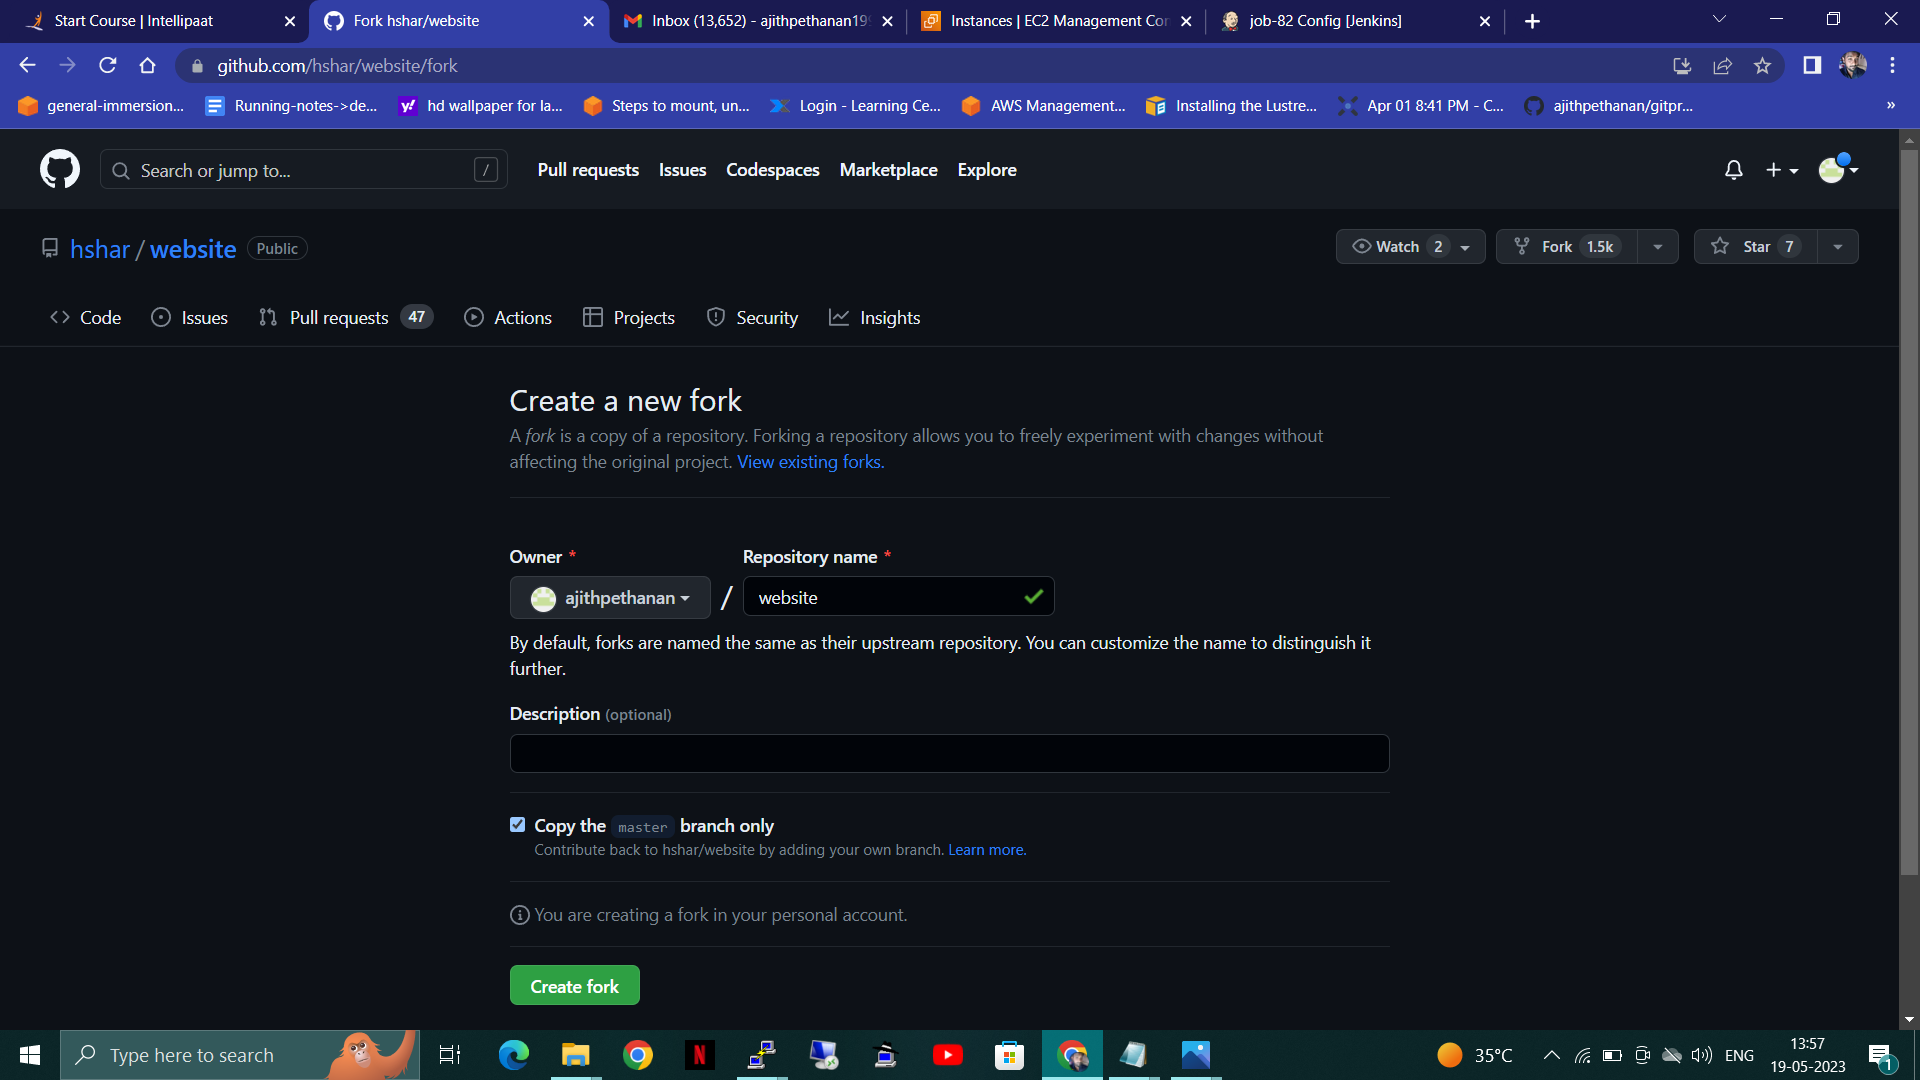 Start Course | Intellipaat
Fork hshar/website
Inbox (13,652) - ajithpethanan199
Instances | EC2 Management Con
job-82 Config [Jenkins]
github.com/hshar/website/fork
general-immersion...
Running-notes->de...
hd wallpaper for la...
Steps to mount, un...
Login - Learning Ce...
AWS Management...
Installing the Lustre...
Apr 01 8:41 PM - C...
ajithpethanan/gitpr...
»
Search or jump to...
/
Pull requests
Issues
Codespaces
Marketplace
Explore
hshar / website
Public
Watch 2
Fork 1.5k
Star 7
Code
Issues
Pull requests 47
Actions
Projects
Security
Insights
Create a new fork
A fork is a copy of a repository. Forking a repository allows you to freely experiment with changes without
affecting the original project. View existing forks.
Owner *
Repository name *
ajithpethanan
/
website
By default, forks are named the same as their upstream repository. You can customize the name to distinguish it
further.
Description (optional)
Copy the master branch only
Contribute back to hshar/website by adding your own branch. Learn more.
You are creating a fork in your personal account.
Create fork
Type here to search
35°C
ENG
13:57
19-05-2023
1